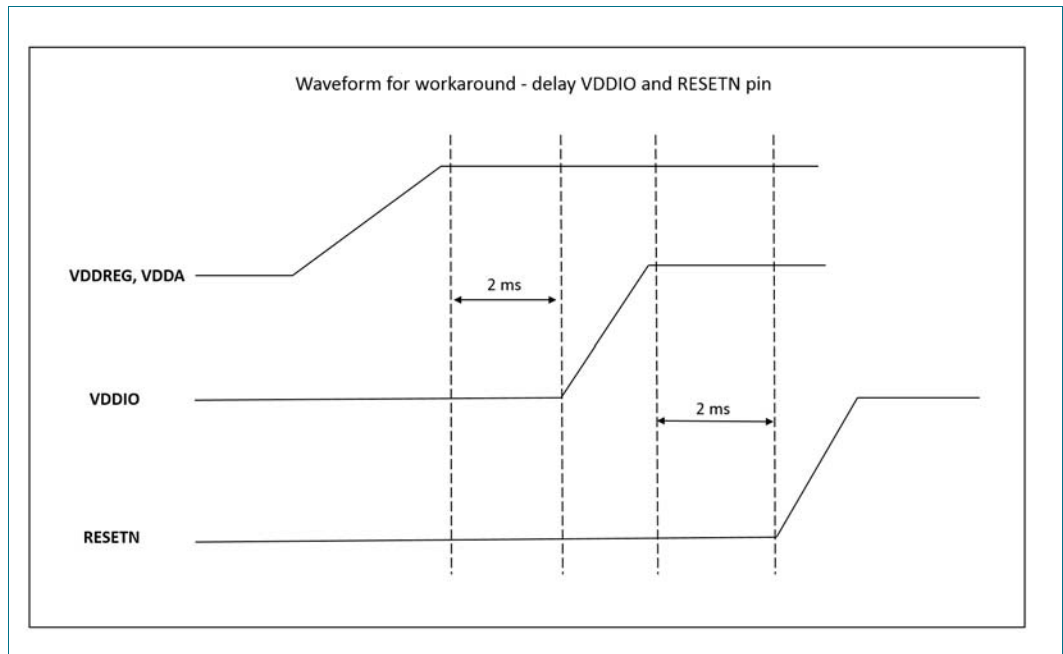 Waveform for workaround - delay VDDIO and RESETN pin
VDDREG, VDDA
2 ms
VDDIO
2 ms
RESETN